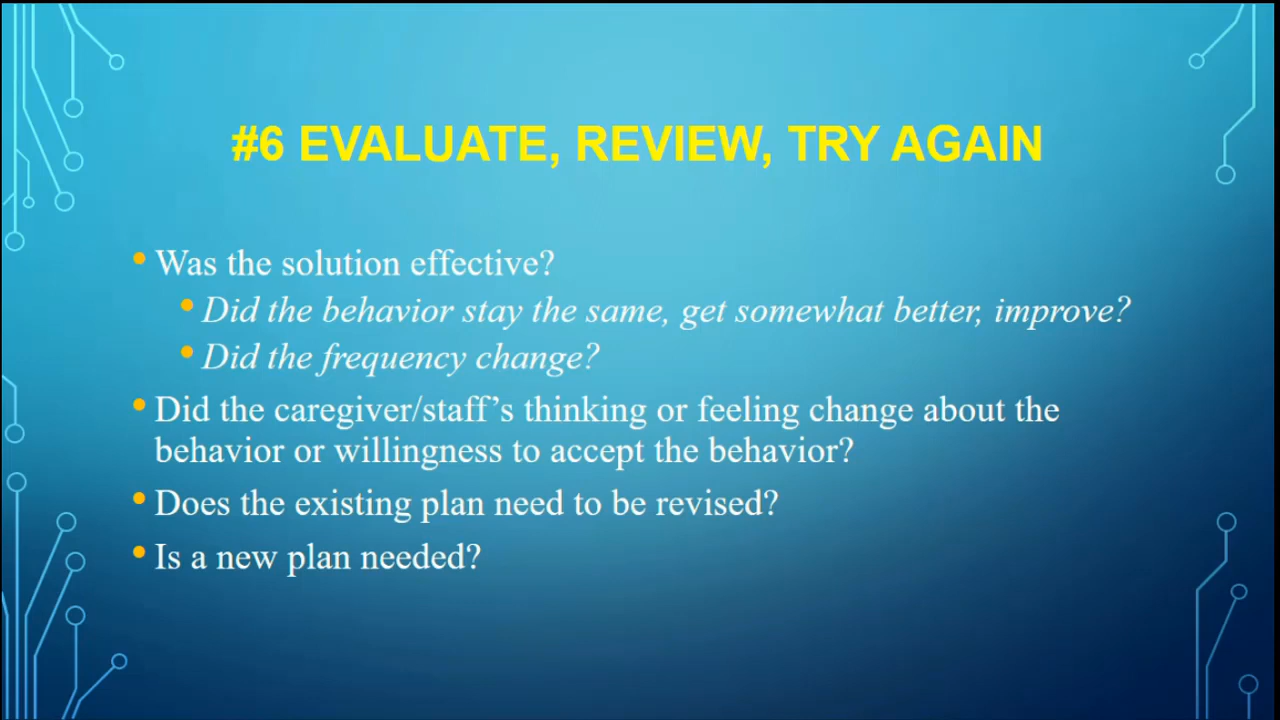 #6 EVALUATE, REVIEW, TRY AGAIN
• Was the solution effective?
• Did the behavior stay the same, get somewhat better, improve?
• Did the frequency change?
• Did the caregiver/staff’s thinking or feeling change about the
behavior or willingness to accept the behavior?
• Does the existing plan need to be revised?
• Is a new plan needed?